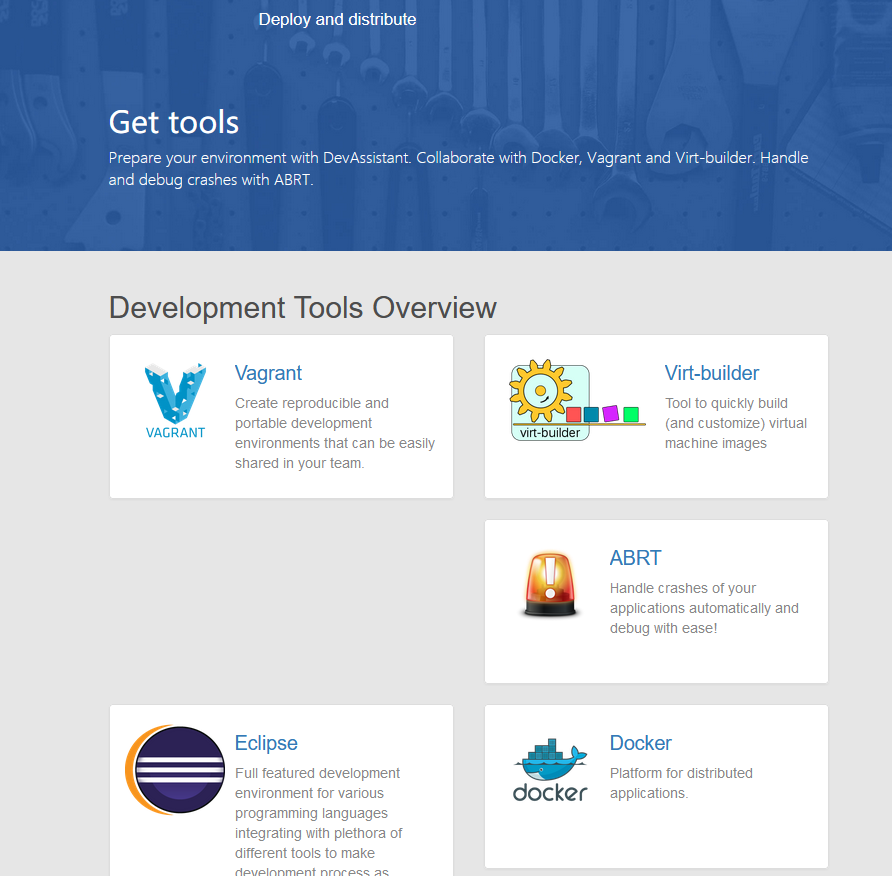 Deploy and distribute
Get tools
Prepare your environment with DevAssistant. Collaborate with Docker, Vagrant and Virt-builder. Handle
and debug crashes with ABRT.
Development Tools Overview
VAGRANT
Vagrant
Create reproducible and
portable development
environments that can be easily
shared in your team.
virt-builder
Virt-builder
Tool to quickly build
(and customize) virtual
machine images
ABRT
Handle crashes of your
applications automatically and
debug with ease!
Eclipse
Full featured development
environment for various
programming languages
integrating with plethora of
different tools to make
development process as
docker
Docker
Platform for distributed
applications.